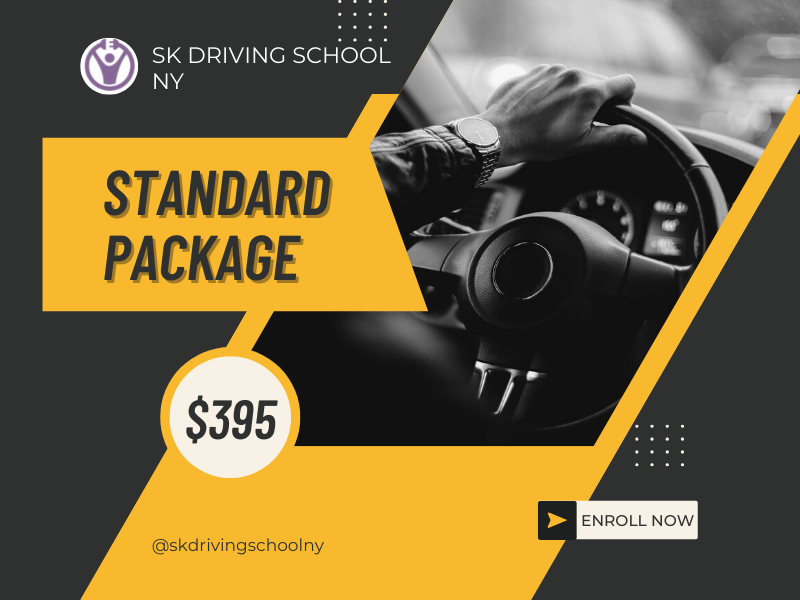 SK DRIVING SCHOOL
NY
STANDARD
PACKAGE
$395
ENROLL NOW
@skdrivingschoolny